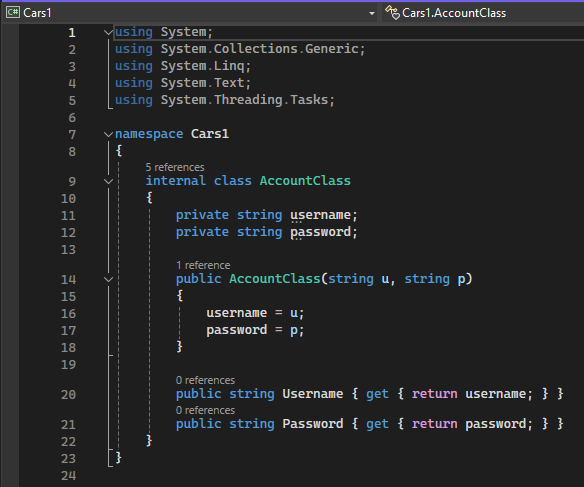 C# Cars1 Cars1.AccountClass
1 using System;
2 using System.Collections.Generic;
3 using System.Linq;
4 using System.Text;
5 using System.Threading.Tasks;
6
7 namespace Cars1
8 {
5 references
9 internal class AccountClass
10 {
11 private string username;
12 private string password;
13
1 reference
14 public AccountClass(string u, string p)
15 {
16 username = u;
17 password = p;
18 }
19
0 references
20 public string Username { get { return username; } }
0 references
21 public string Password { get { return password; } }
22 }
23 }
24